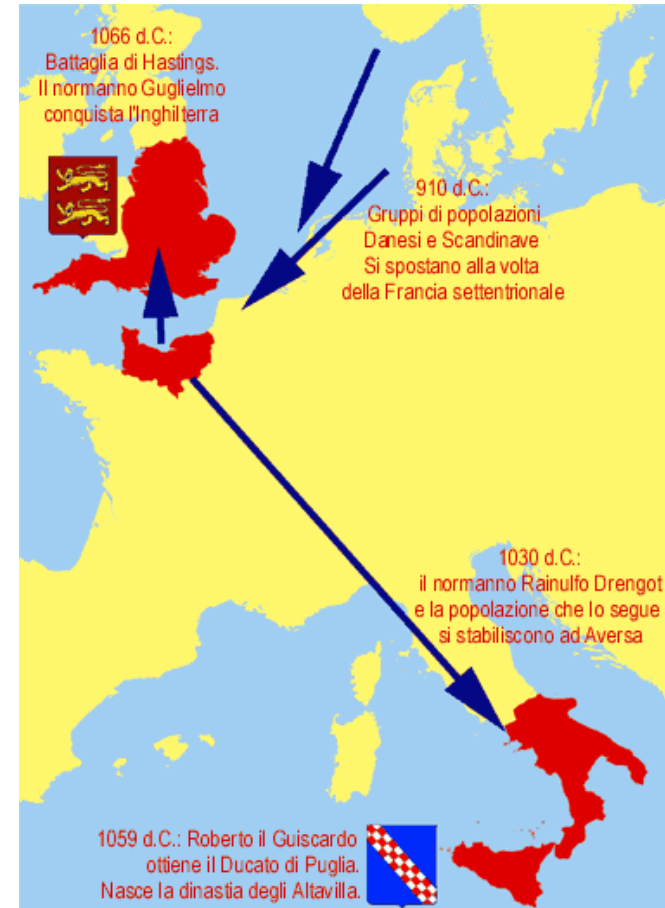 1066 d.C.:
Battaglia di Hastings.
Il normanno Guglielmo
conquista l'Inghilterra
910 d.C.:
Gruppi di popolazioni
Danesi e Scandinave
Si spostano alla volta
della Francia settentrionale
1030 d.C.:
il normanno Rainulfo Drengot
e la popolazione che lo segue
si stabiliscono ad Aversa
1059 d.C.: Roberto il Guiscardo
ottiene il Ducato di Puglia.
Nasce la dinastia degli Altavilla.